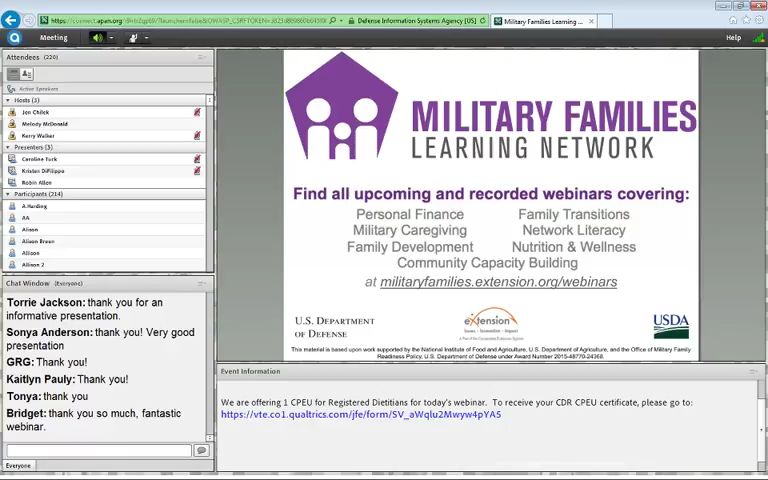 Defense Information Systems Agency [US]
Military Families Learning ...
Meeting
Help
Attendees (220)
Active Speakers
Hosts (3)
Jen Chilek
Melody McDonald
Kerry Walker
Presenters (3)
Caroline Tuck
Kristen DiFilippo
Robin Allen
Participants (214)
A Harding
AA
Alison
Alison Breun
Allison
Allison 2
Chat Window (Everyone)
Torrie Jackson: thank you for an
informative presentation.
Sonya Anderson: thank you! Very good
presentation
GRG: Thank you!
Kaitlyn Pauly: Thank you!
Tonya: thank you
Bridget: thank you so much, fantastic
webinar.
Everyone
MILITARY FAMILIES
LEARNING NETWORK
Find all upcoming and recorded webinars covering:
Personal Finance Family Transitions
Military Caregiving Network Literacy
Family Development Nutrition & Wellness
Community Capacity Building
at militaryfamilies.extension.org/webinars
U.S. DEPARTMENT
OF DEFENSE
eXtension
USDA
This material is based upon work supported by the National Institute of Food and Agriculture, U.S. Department of Agriculture, and the Office of Military Family
Readiness Policy, U.S. Department of Defense under Award Number 2015-48770-24368.
Event Information
We are offering 1 CPEU for Registered Dietitians for today's webinar. To receive your CDR CPEU certificate, please go to:
https://vte.co1.qualtrics.com/jfe/form/SV_aWqlu2Mwyw4pYA5